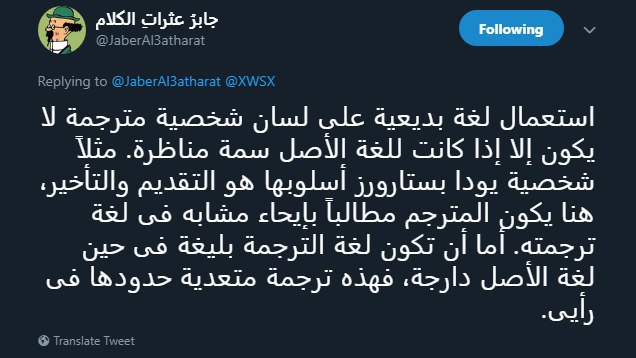 جابرُ عثراتِ الكلام
@JaberAl3atharat
Following
Replying to @JaberAl3atharat @XWSX
استعمال لغة بديعية على لسان شخصية مترجمة لا
يكون إلا إذا كانت للغة الأصل سمة مناظرة. مثلاً
شخصية يودا بستارورز أسلوبها هو التقديم والتأخير،
هنا يكون المترجم مطالباً بإيحاء مشابه فى لغة
ترجمته. أما أن تكون لغة الترجمة بليغة فى حين
لغة الأصل دارجة، فهذه ترجمة متعدية حدودها فى
رأيى.
Translate Tweet